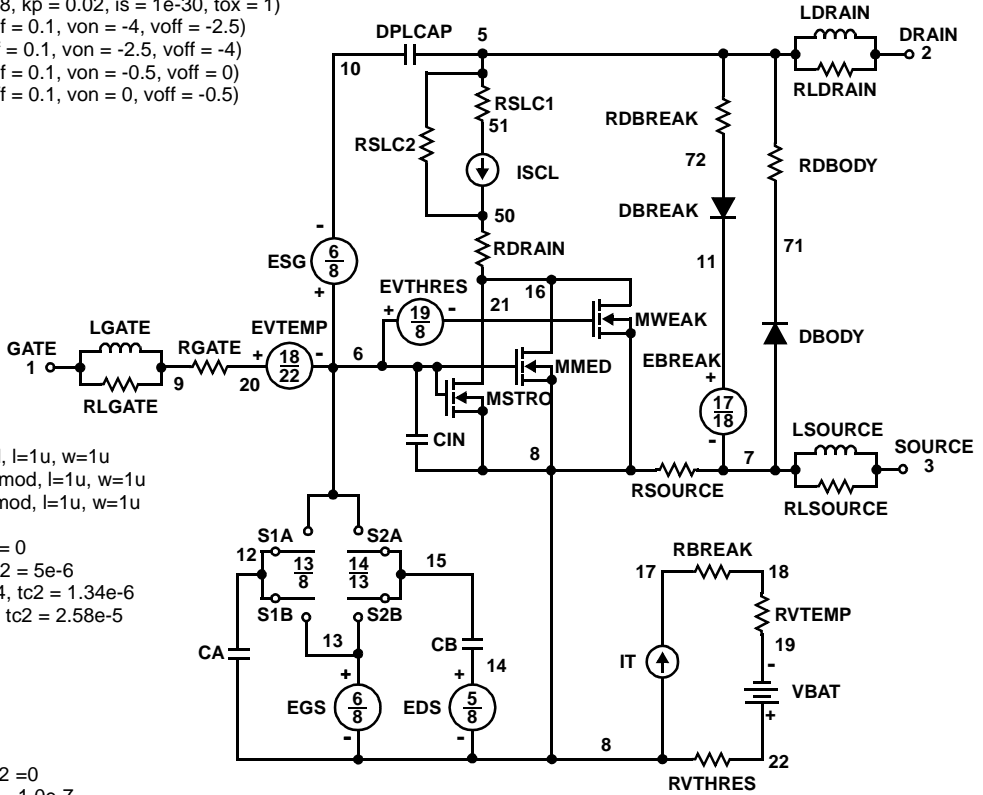 8, kp = 0.02, is = 1e-30, tox = 1)
f = 0.1, von = -4, voff = -2.5)
f = 0.1, von = -2.5, voff = -4)
f = 0.1, von = -0.5, voff = 0)
f = 0.1, von = 0, voff = -0.5)
LDRAIN
DPLCAP 5 DRAIN
10 2
RLDRAIN
RSLC1
51
RSLC2
ISCL
RDBREAK
72
RDBODY
DBREAK
50
RDRAIN
71
11
ESG 6/8
- +
EVTHRES
+ 19/8 -
16
21
MWEAK
LGATE
GATE
1
RLGATE
9
RGATE
20
EVTEMP
+ 18/22 -
6
MMED
MSTRO
EBREAK
+ 17/18 -
DBODY
CIN
8
7
RSOURCE
LSOURCE
SOURCE
3
RLSOURCE
, l=1u, w=1u
mod, l=1u, w=1u
mod, l=1u, w=1u
= 0
2 = 5e-6
4, tc2 = 1.34e-6
, tc2 = 2.58e-5
S1A S2A
12 13/8 14/13 15
S1B S2B
13
CA
CB
14
+ +
EGS 6/8 EDS 5/8
- -
RBREAK
17 18
RVTEMP
19
IT
-
VBAT
+
8
22
RVTHRES
2 =0